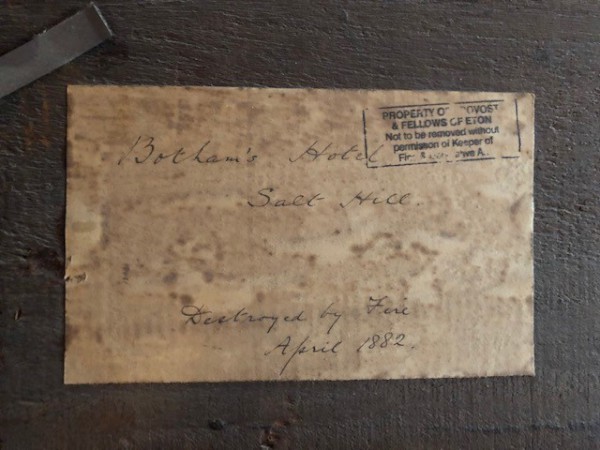 PROPERTY OF PROVOST
& FELLOWS OF ETON
Not to be removed without
permission of Keeper of
Botham's Hotel
Salt Hill.
Destroyed by Fire
April 1882.